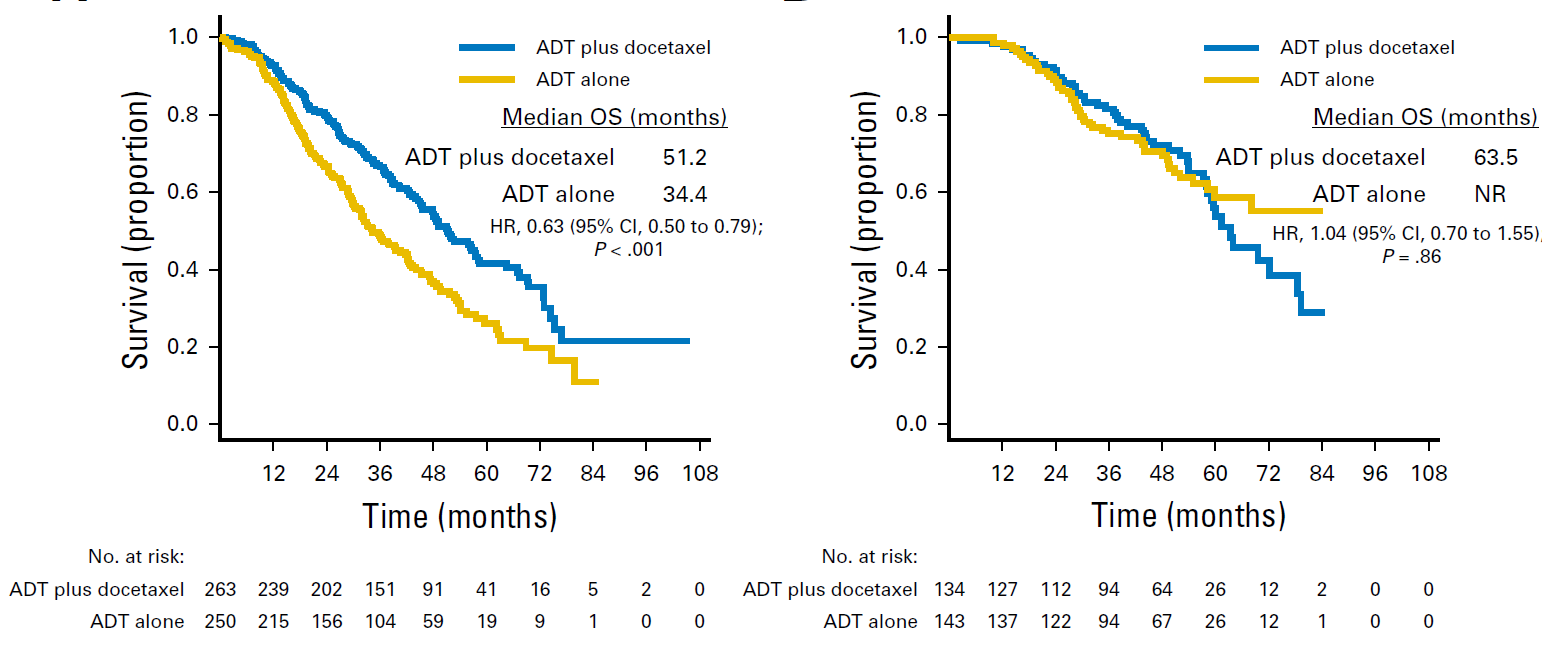 1.0
0.8
0.6
0.4
0.2
0.0
Survival (proportion)
ADT plus docetaxel
ADT alone
Median OS (months)
ADT plus docetaxel 51.2
ADT alone 34.4
HR, 0.63 (95% CI, 0.50 to 0.79);
P < .001
12 24 36 48 60 72 84 96 108
Time (months)
No. at risk:
ADT plus docetaxel 263 239 202 151 91 41 16 5 2 0
ADT alone 250 215 156 104 59 19 9 1 0 0
1.0
0.8
0.6
0.4
0.2
0.0
Survival (proportion)
ADT plus docetaxel
ADT alone
Median OS (months)
ADT plus docetaxel 63.5
ADT alone NR
HR, 1.04 (95% CI, 0.70 to 1.55),
P = .86
12 24 36 48 60 72 84 96 108
Time (months)
No. at risk:
ADT plus docetaxel 134 127 112 94 64 26 12 2 0 0
ADT alone 143 137 122 94 67 26 12 1 0 0